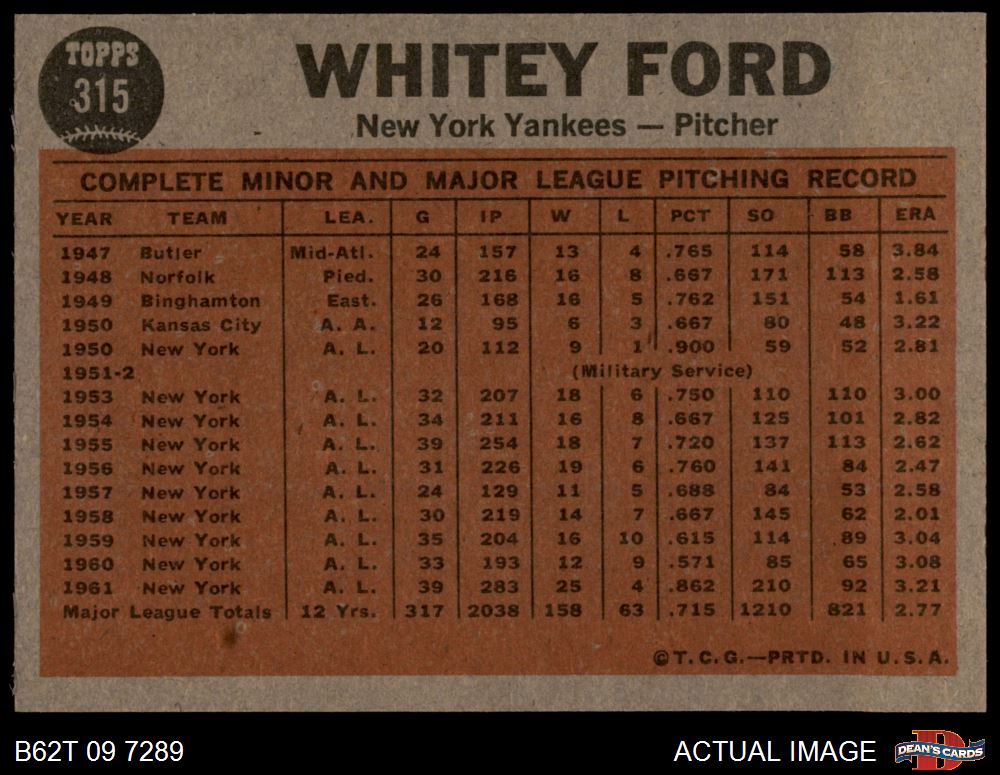 TOPPS
315
WHITEY FORD
New York Yankees — Pitcher
COMPLETE MINOR AND MAJOR LEAGUE PITCHING RECORD
YEAR TEAM LEA. G IP W L PCT SO BB ERA
1947 Butler Mid-Atl. 24 157 13 4 .765 114 58 3.84
1948 Norfolk Pied. 30 216 16 8 .667 171 113 2.58
1949 Binghamton East. 26 168 16 5 .762 151 54 1.61
1950 Kansas City A. A. 12 95 6 3 .667 80 48 3.22
1950 New York A. L. 20 112 9 1 .900 59 52 2.81
1951-2 (Military Service)
1953 New York A. L. 32 207 18 6 .750 110 110 3.00
1954 New York A. L. 34 211 16 8 .667 125 101 2.82
1955 New York A. L. 39 254 18 7 .720 137 113 2.62
1956 New York A. L. 31 226 19 6 .760 141 84 2.47
1957 New York A. L. 24 129 11 5 .688 84 53 2.58
1958 New York A. L. 30 219 14 7 .667 145 62 2.01
1959 New York A. L. 35 204 16 10 .615 114 89 3.04
1960 New York A. L. 33 193 12 9 .571 85 65 3.08
1961 New York A. L. 39 283 25 4 .862 210 92 3.21
Major League Totals 12 Yrs. 317 2038 158 63 .715 1210 821 2.77
© T. C. G.—PRTD. IN U. S. A.
B62T 09 7289 ACTUAL IMAGE DEAN'S CARDS